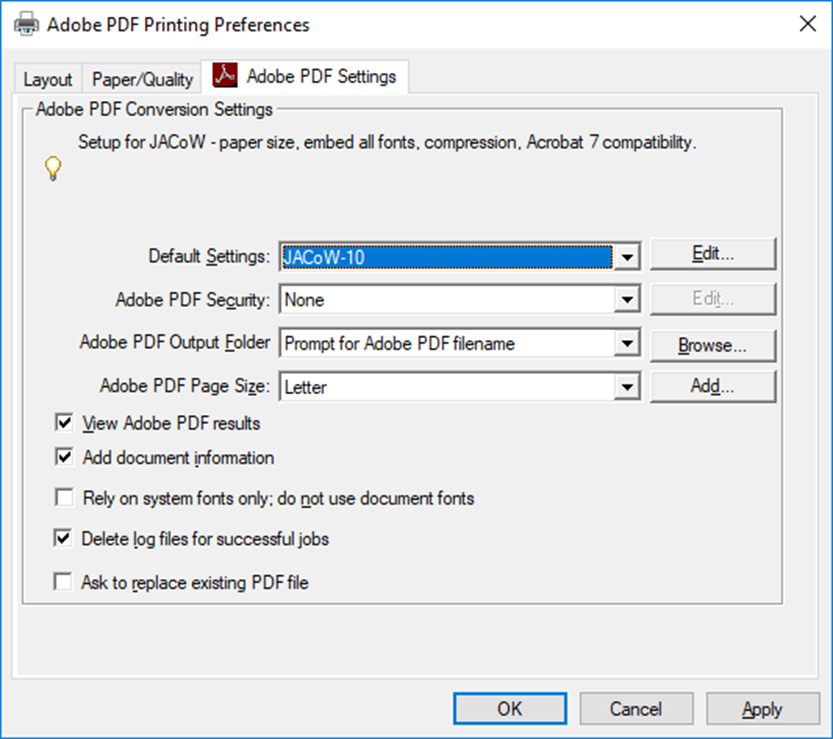 Adobe PDF Printing Preferences
Layout Paper/Quality Adobe PDF Settings
Adobe PDF Conversion Settings
Setup for JACoW - paper size, embed all fonts, compression, Acrobat 7 compatibility.
Default Settings: JACoW-10 Edit...
Adobe PDF Security: None Edit...
Adobe PDF Output Folder Prompt for Adobe PDF filename Browse...
Adobe PDF Page Size: Letter Add...
View Adobe PDF results
Add document information
Rely on system fonts only; do not use document fonts
Delete log files for successful jobs
Ask to replace existing PDF file
OK Cancel Apply